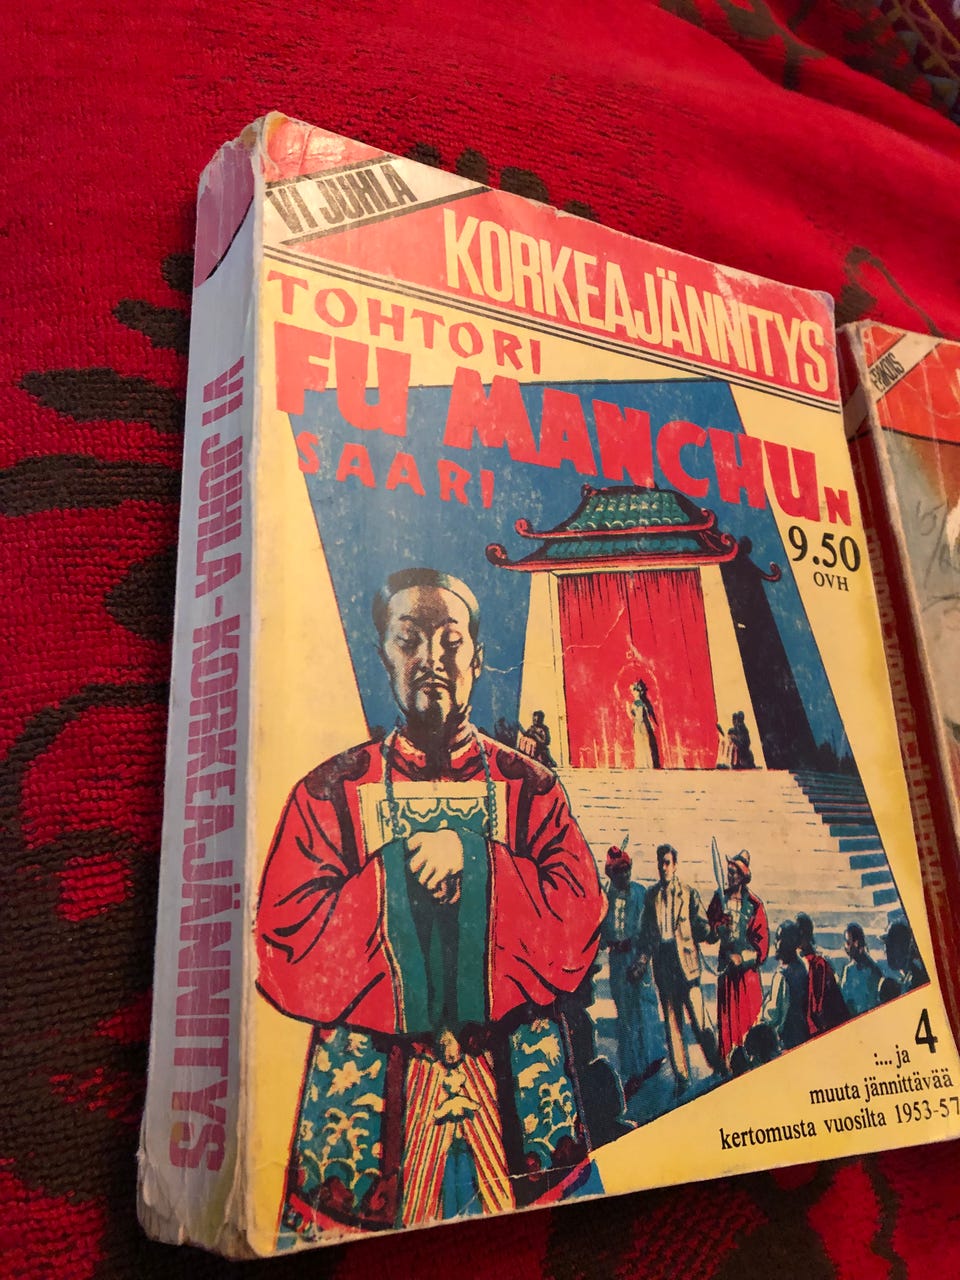 VI JUHLA
KORKEAJÄNNITYS
TOHTORI
FU MANCHUN
SAARI
9.50
OVH
:... ja 4
muuta jännittävää
kertomusta vuosilta 1953-57
VI JUHLA - KORKEAJÄNNITYS